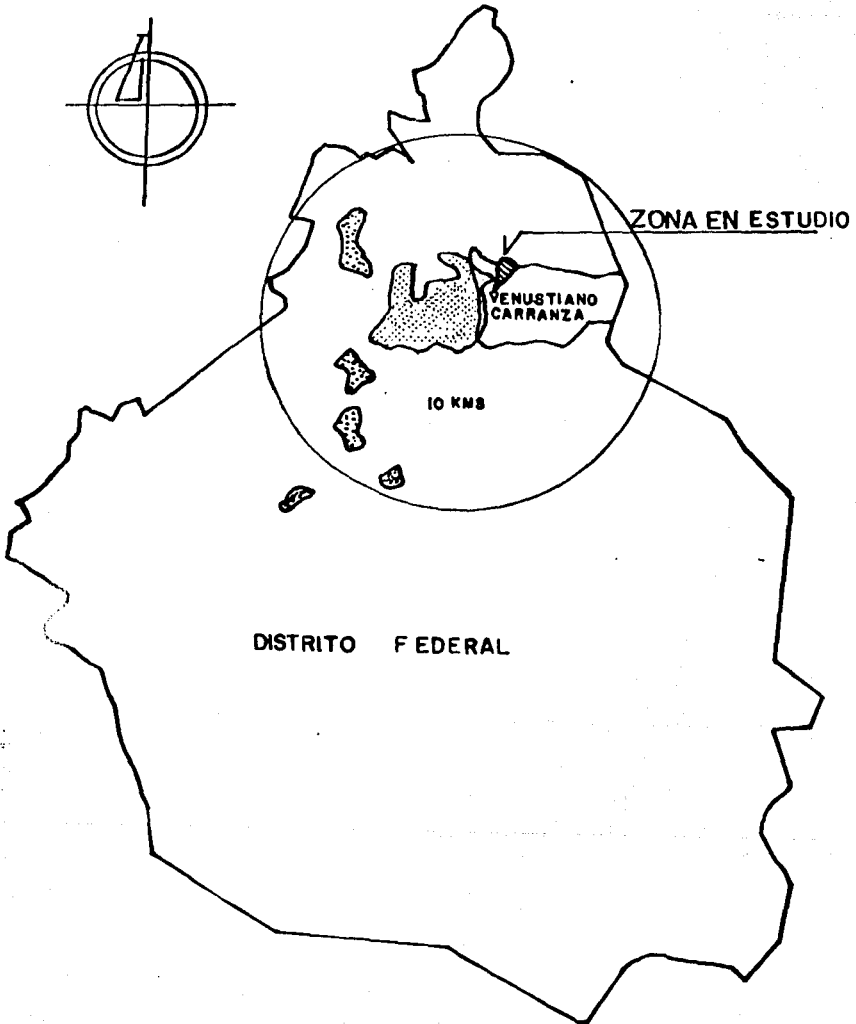 ZONA EN ESTUDIO
VENUSTIANO
CARRANZA
10 KMS
DISTRITO FEDERAL